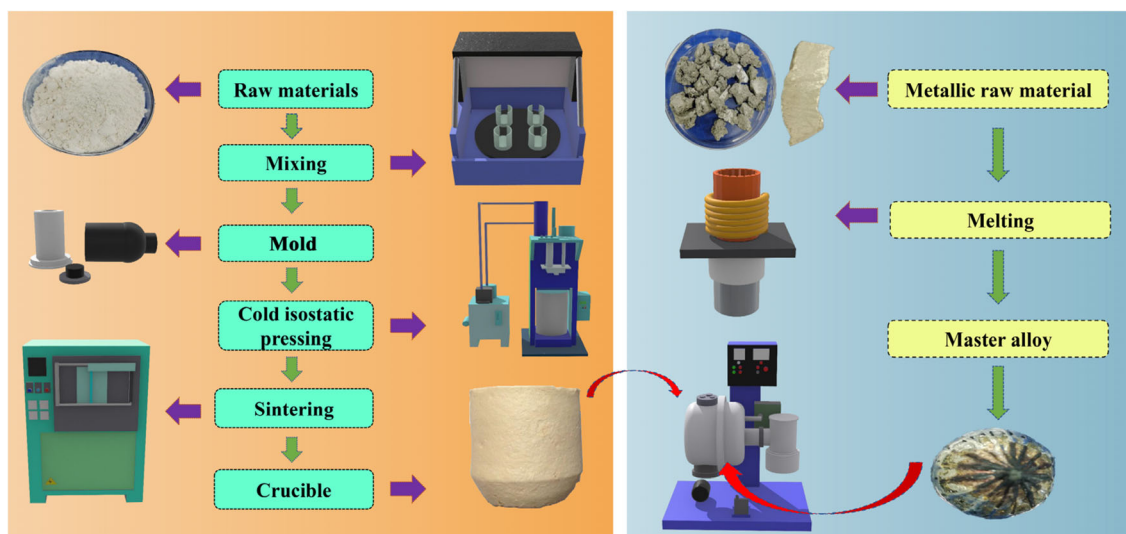 Raw materials
Mixing
Mold
Cold isostatic
pressing
Sintering
Crucible
Metallic raw material
Melting
Master alloy